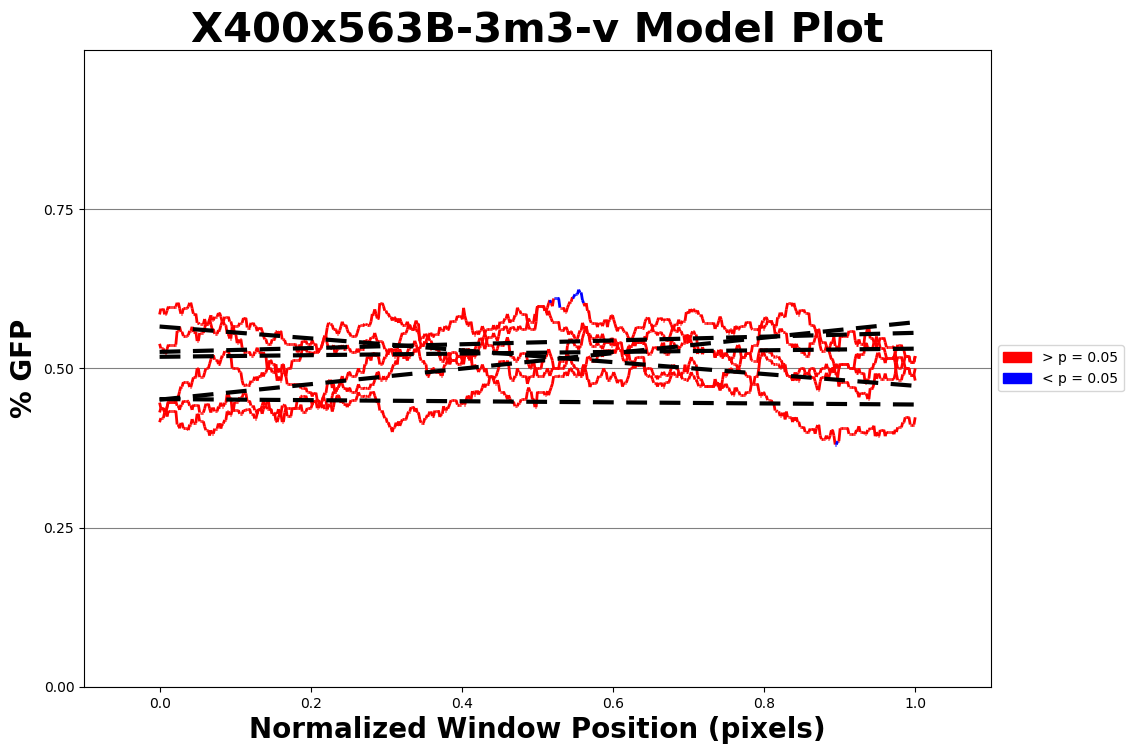 X400x563B-3m3-v Model Plot
% GFP
0.75
0.50
0.25
0.00
0.0 0.2 0.4 0.6 0.8 1.0
Normalized Window Position (pixels)
> p = 0.05
< p = 0.05